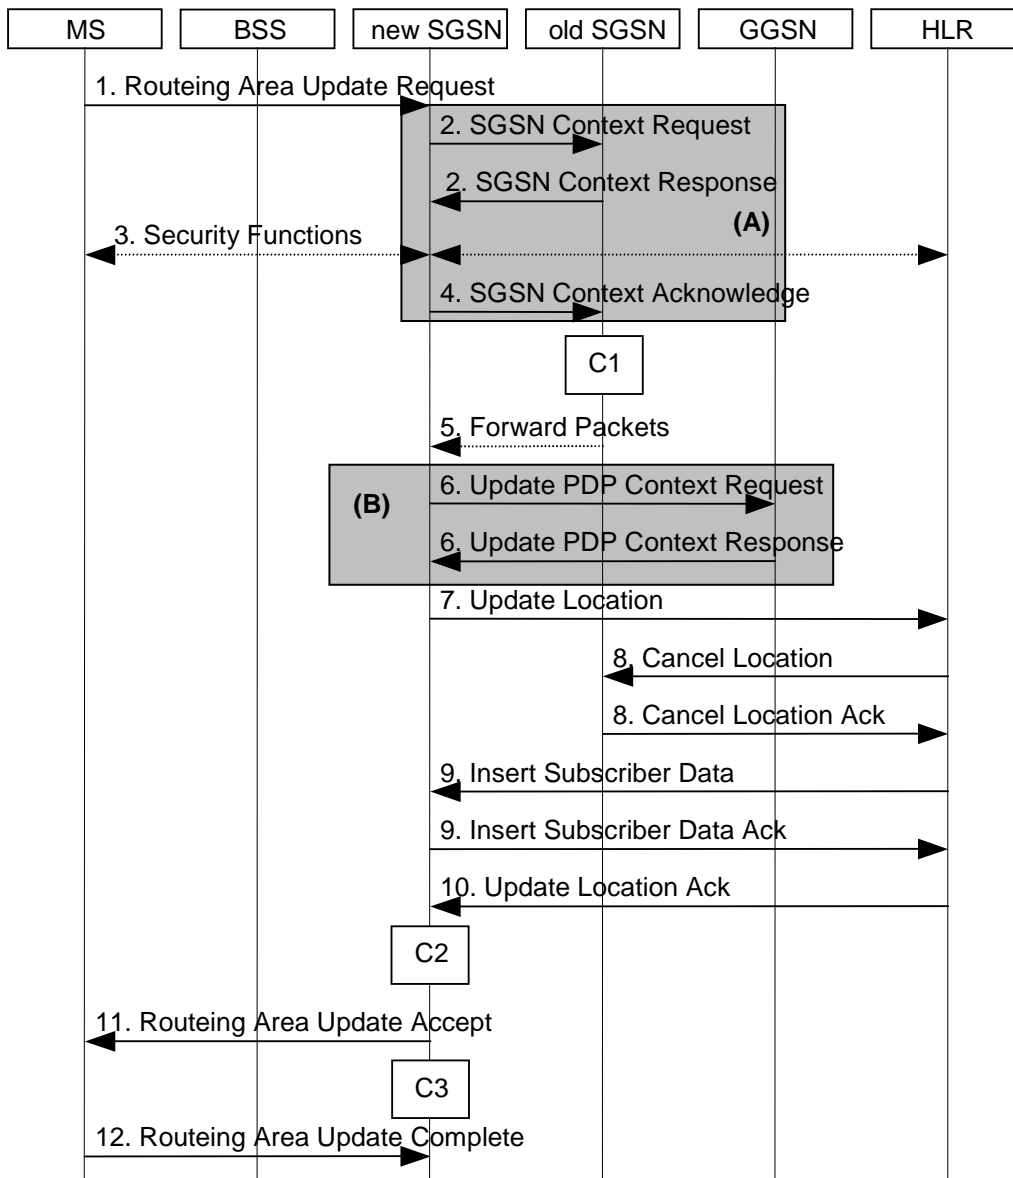 MS BSS new SGSN old SGSN GGSN HLR
1. Routeing Area Update Request
2. SGSN Context Request
2. SGSN Context Response
(A)
3. Security Functions
4. SGSN Context Acknowledge
C1
5. Forward Packets
6. Update PDP Context Request
(B)
6. Update PDP Context Response
7. Update Location
8. Cancel Location
8. Cancel Location Ack
9. Insert Subscriber Data
9. Insert Subscriber Data Ack
10. Update Location Ack
C2
11. Routeing Area Update Accept
C3
12. Routeing Area Update Complete